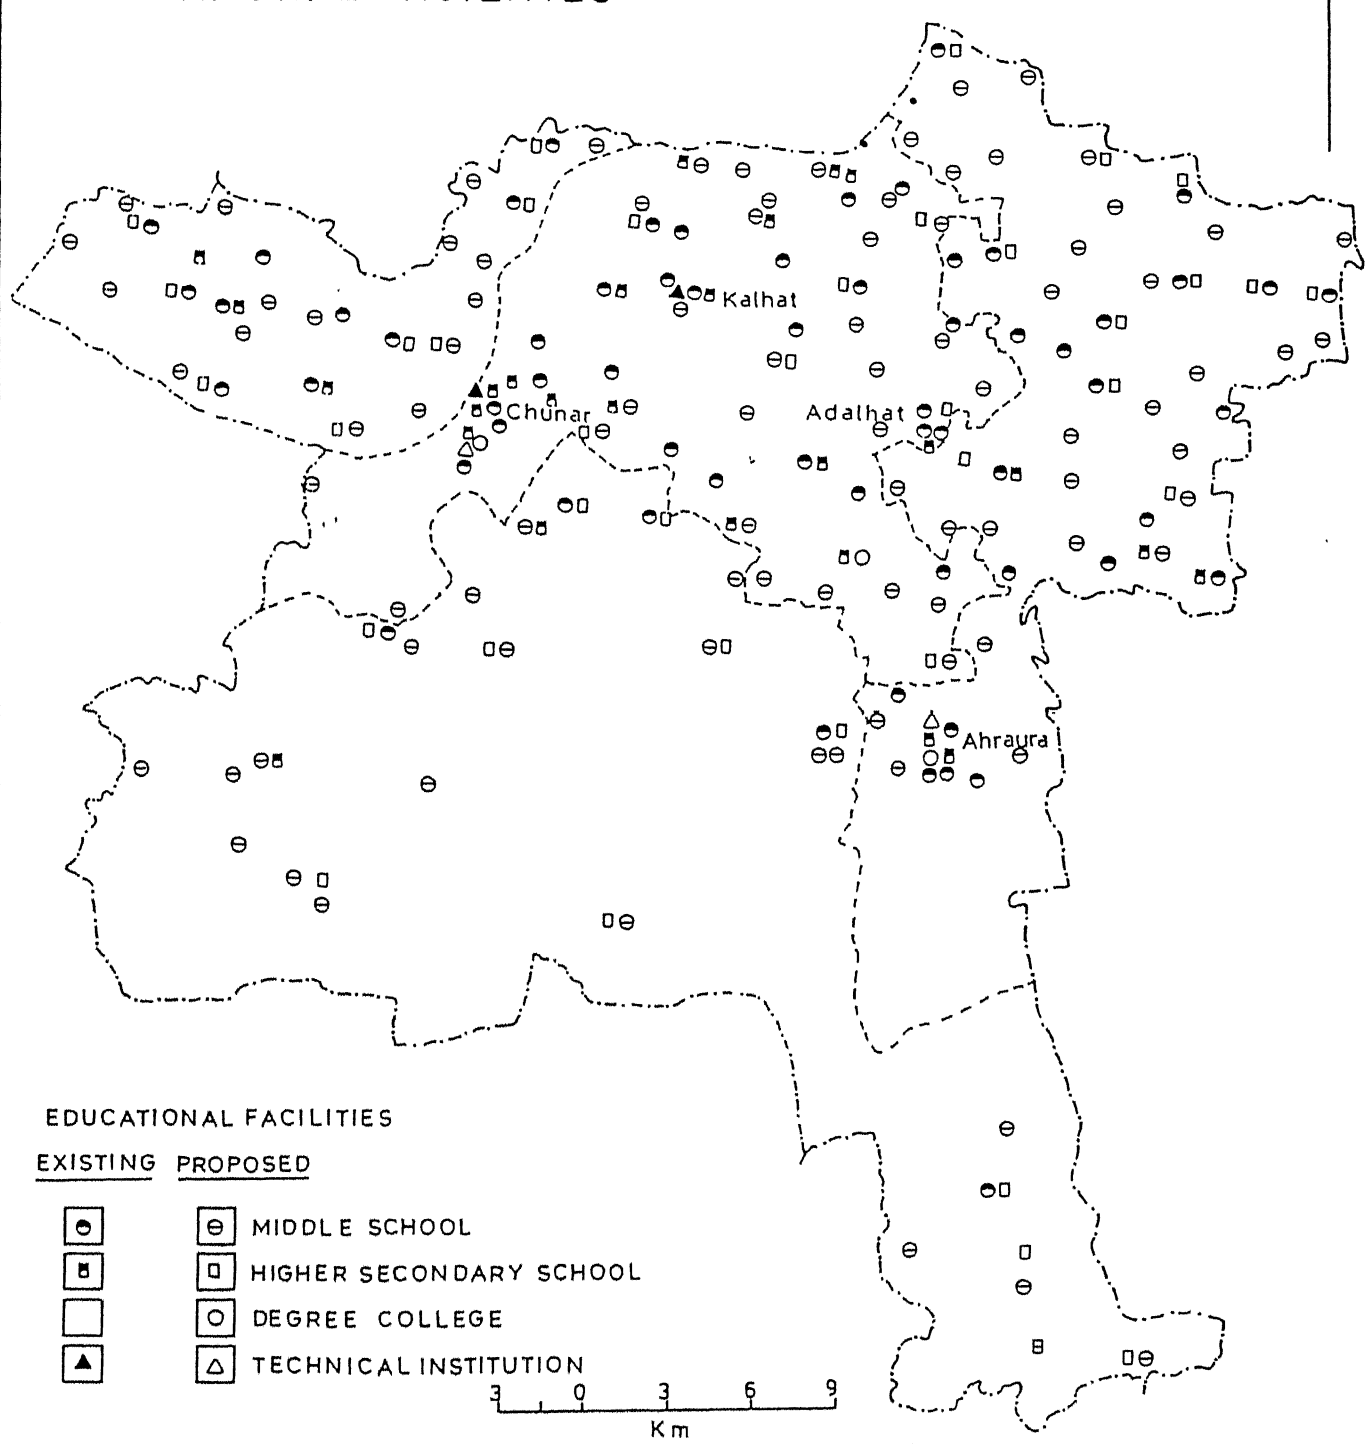 Kalhat
Chunar
Adalhat
Ahraura
EDUCATIONAL FACILITIES
EXISTING PROPOSED
MIDDLE SCHOOL
HIGHER SECONDARY SCHOOL
DEGREE COLLEGE
TECHNICAL INSTITUTION
3 0 3 6 9
Km